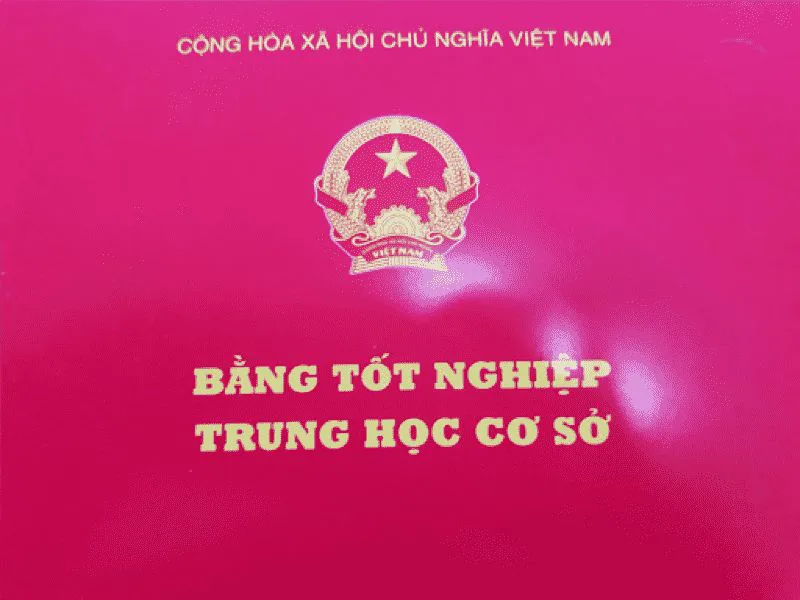 CỘNG HÒA XÃ HỘI CHỦ NGHĨA VIỆT NAM
VIỆT NAM
BẰNG TỐT NGHIỆP
TRUNG HỌC CƠ SỞ